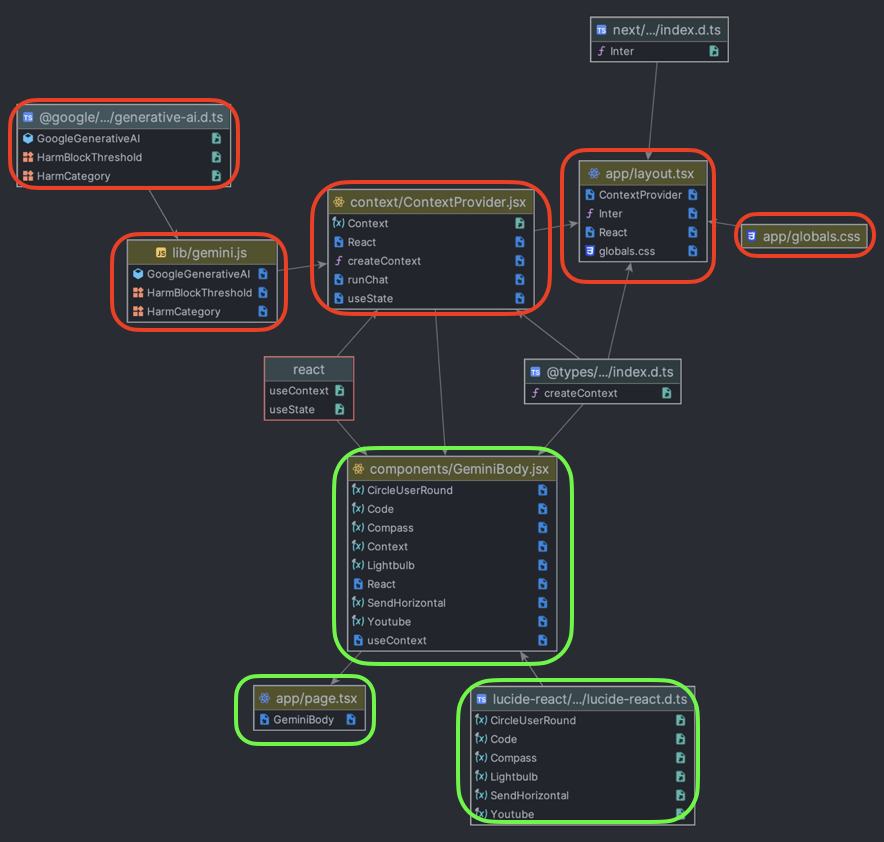 next/.../index.d.ts
Inter
@google/.../generative-ai.d.ts
GoogleGenerativeAI
HarmBlockThreshold
HarmCategory
app/layout.tsx
ContextProvider
Inter
React
globals.css
context/ContextProvider.jsx
Context
React
createContext
runChat
useState
app/globals.css
lib/gemini.js
GoogleGenerativeAI
HarmBlockThreshold
HarmCategory
react
useContext
useState
@types/.../index.d.ts
createContext
components/GeminiBody.jsx
CircleUserRound
Code
Compass
Context
Lightbulb
React
SendHorizontal
Youtube
useContext
app/page.tsx
GeminiBody
lucide-react/.../lucide-react.d.ts
CircleUserRound
Code
Compass
Lightbulb
SendHorizontal
Youtube